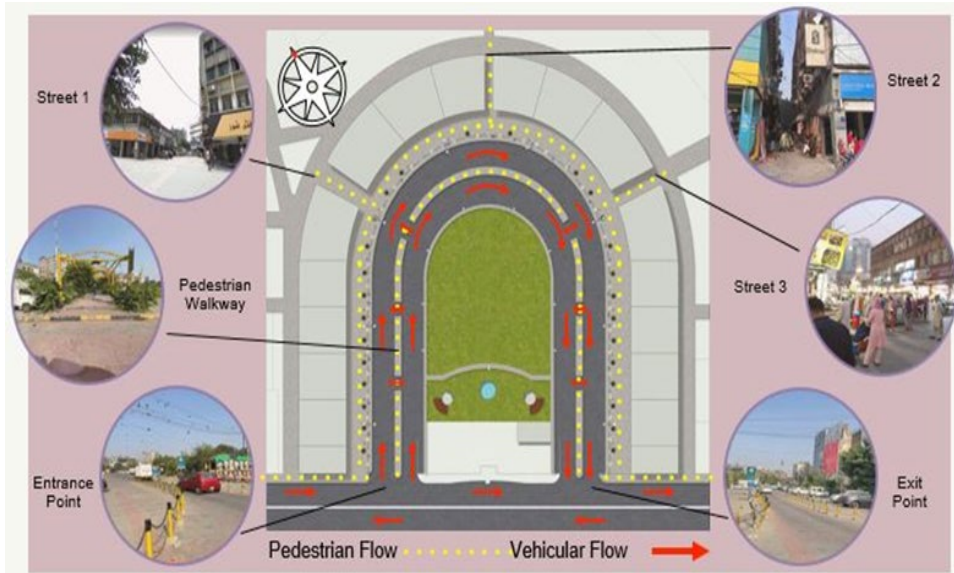 Street 1
Street 2
Pedestrian
Walkway
Street 3
Entrance
Point
Exit
Point
Pedestrian Flow
Vehicular Flow